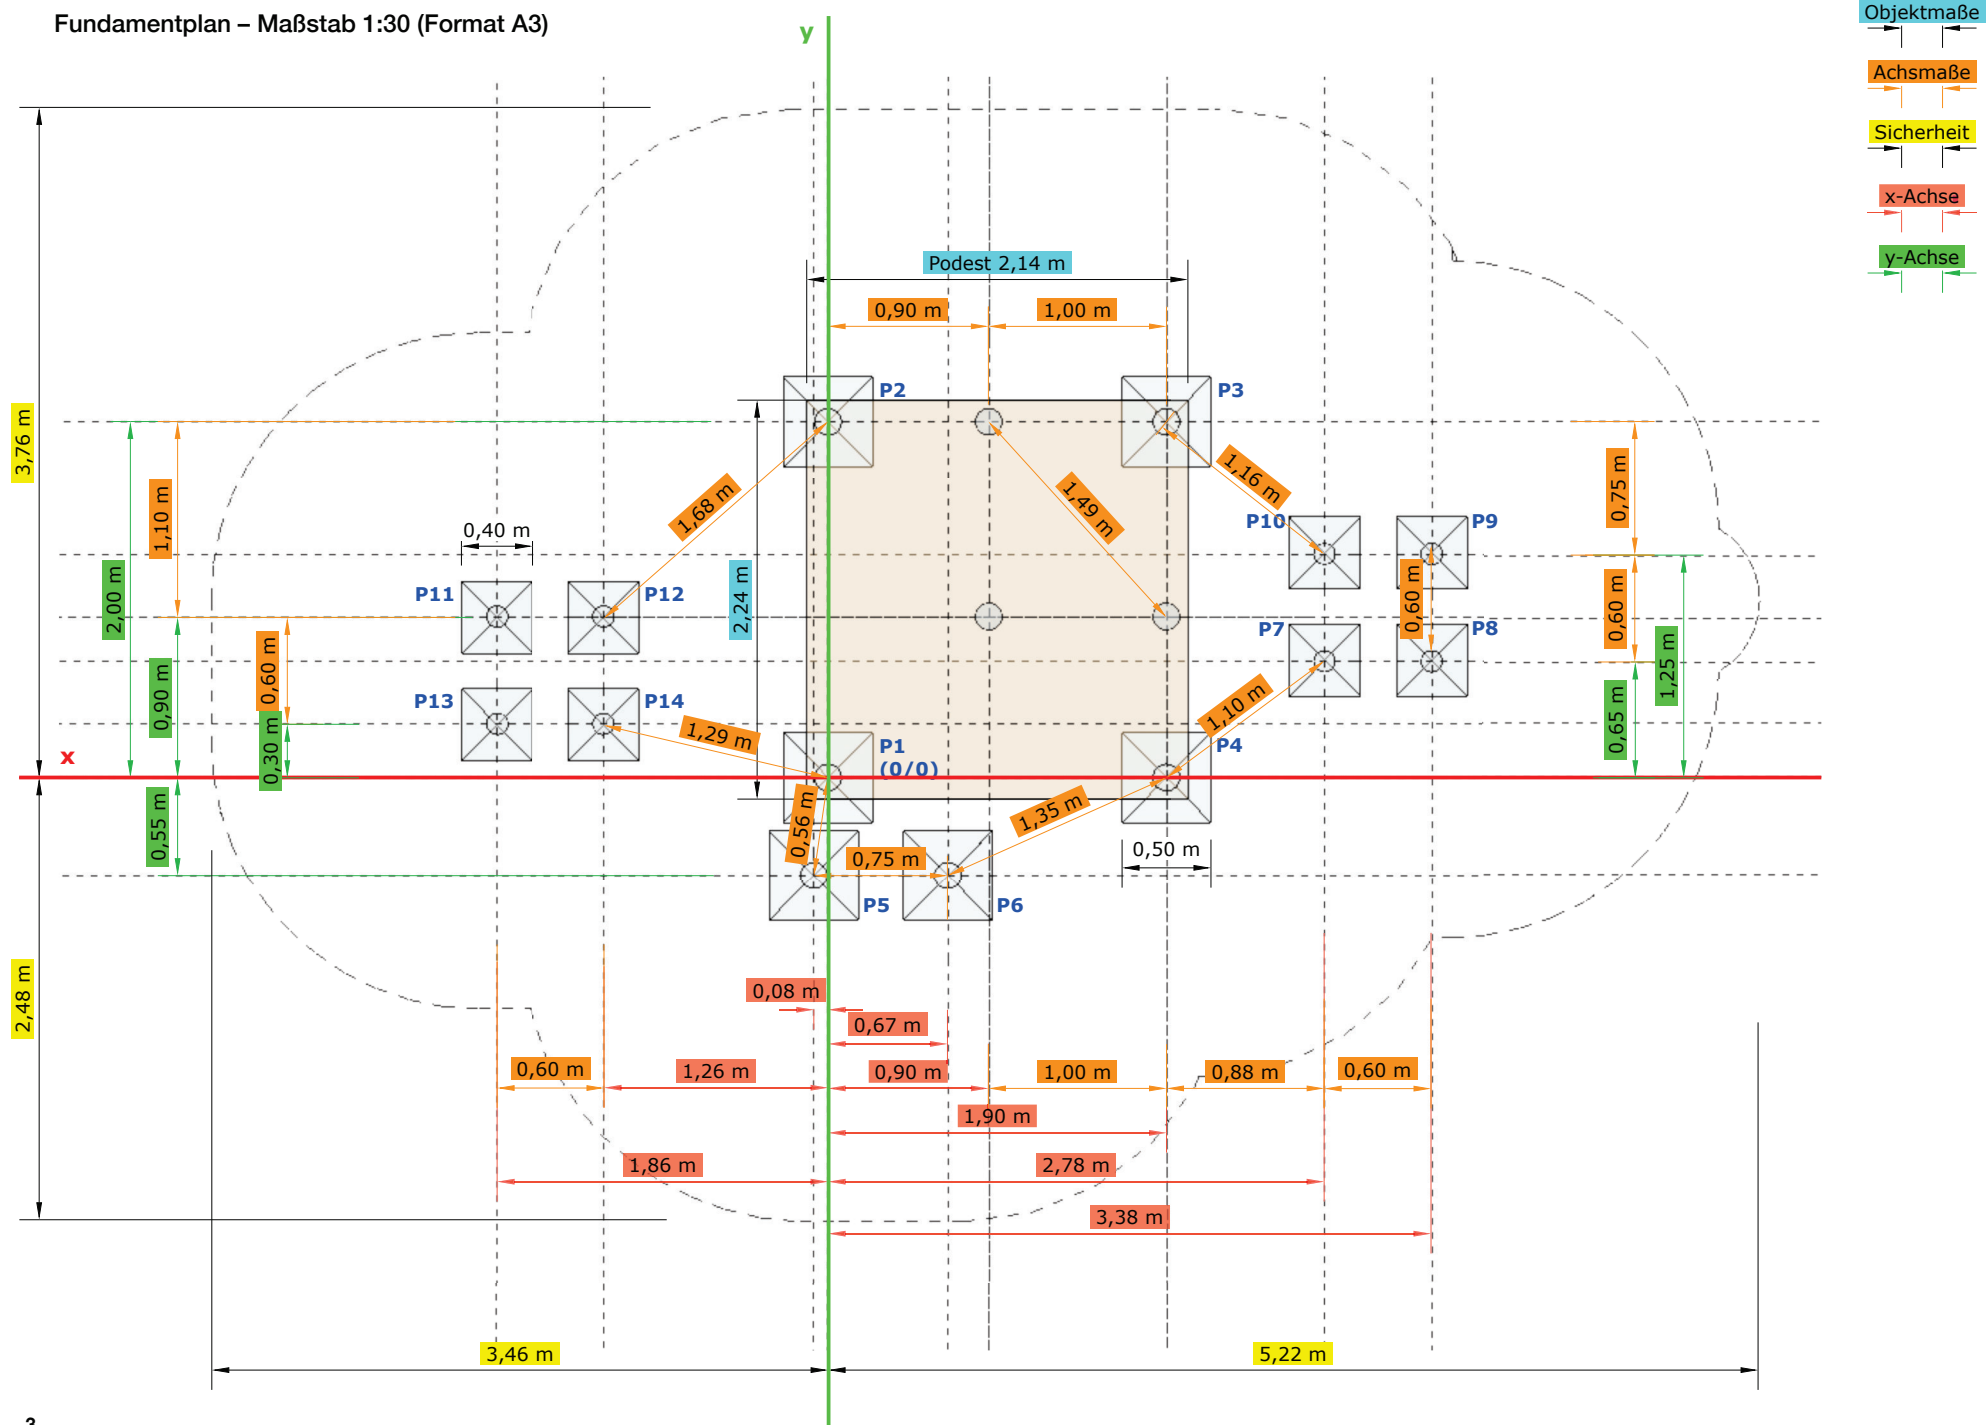 Fundamentplan – Maßstab 1:30 (Format A3)
y
Objektmaße
Achsmaße
Sicherheit
x-Achse
y-Achse
Podest 2,14 m
0,90 m
1,00 m
P2
P3
3,76 m
1,10 m
2,00 m
0,90 m
0,60 m
0,30 m
0,55 m
2,48 m
0,40 m
1,68 m
1,49 m
1,16 m
2,24 m
P10
P9
0,75 m
P11
P12
0,60 m
0,60 m
1,25 m
P7
P8
P13
P14
1,29 m
1,10 m
0,65 m
x
P1
(0/0)
P4
0,56 m
1,35 m
0,75 m
0,50 m
P5
P6
0,08 m
0,67 m
0,60 m
1,26 m
0,90 m
1,00 m
0,88 m
0,60 m
1,90 m
1,86 m
2,78 m
3,38 m
3,46 m
5,22 m
3